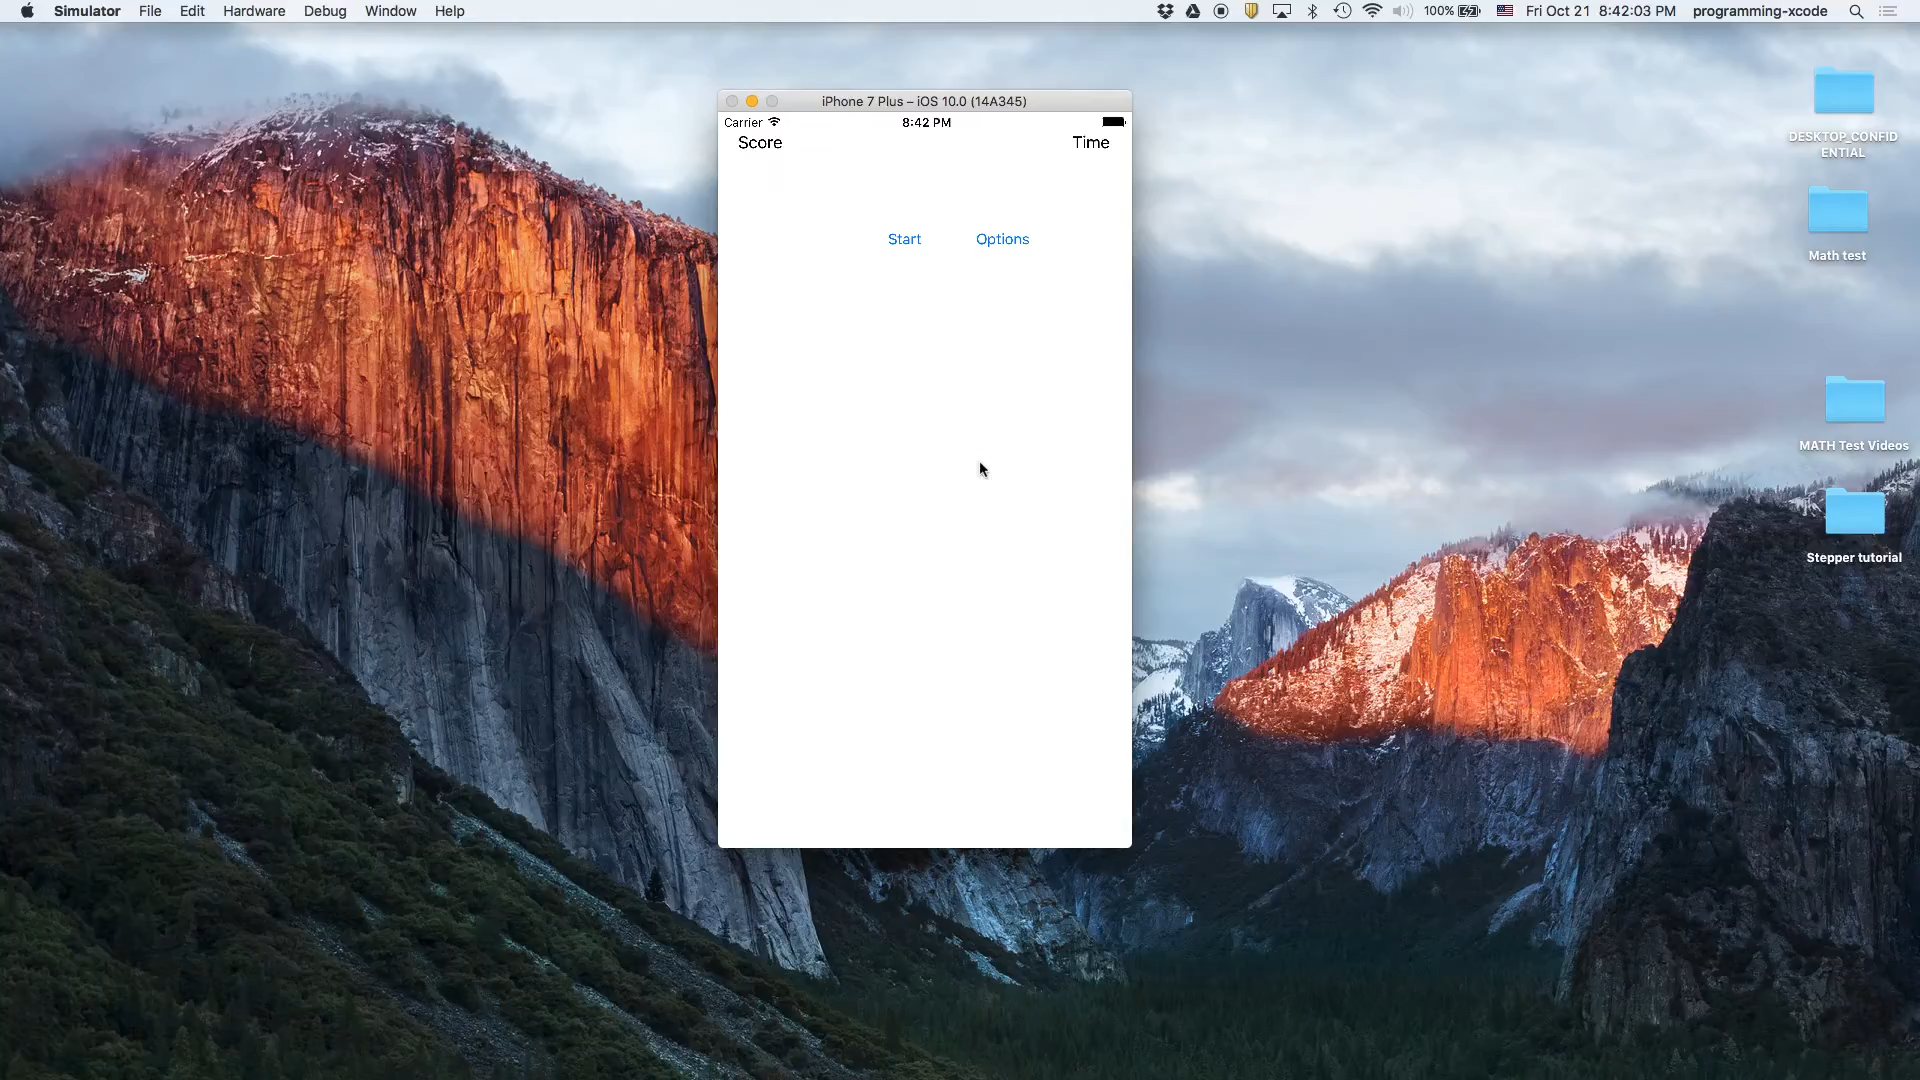 Simulator File Edit Hardware Debug Window Help 100% Fri Oct 21 8:42:03 PM programming-xcode
iPhone 7 Plus – iOS 10.0 (14A345)
Carrier 8:42 PM
Score Time
Start Options
DESKTOP_CONFID
ENTIAL
Math test
MATH Test Videos
Stepper tutorial